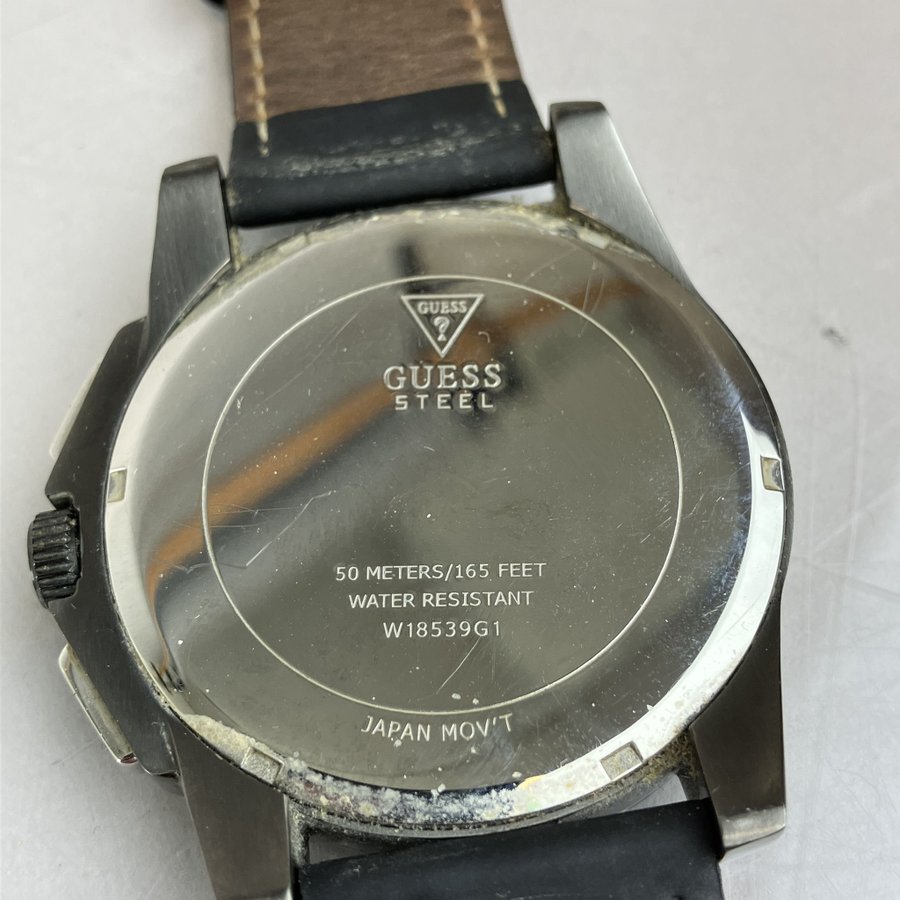 GUESS
?
GUESS
STEEL
50 METERS/165 FEET
WATER RESISTANT
W18539G1
JAPAN MOV'T